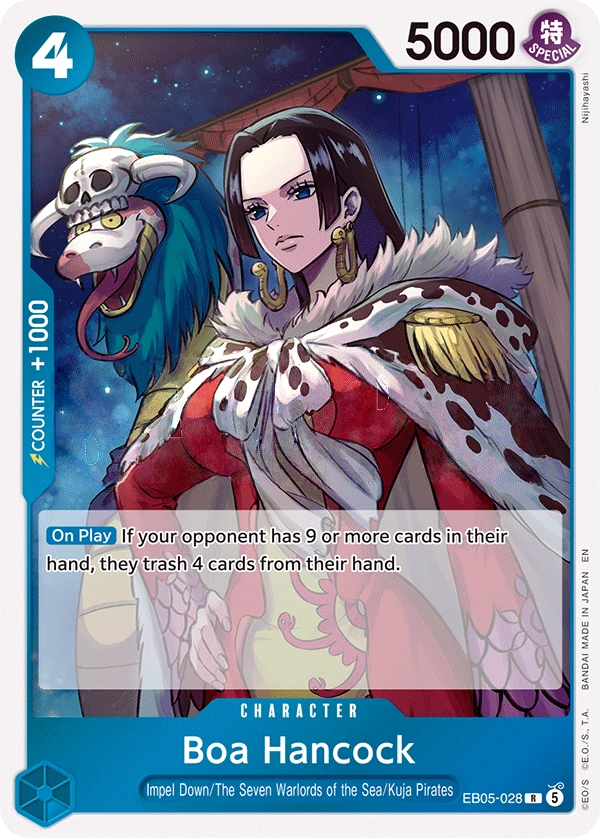 4
5000
特
SPECIAL
Nijihayashi
COUNTER +1000
On Play If your opponent has 9 or more cards in their
hand, they trash 4 cards from their hand.
CHARACTER
Boa Hancock
Impel Down/The Seven Warlords of the Sea/Kuja Pirates
EB05-028 R 5
©EO/S ©E.O./S., T.A. BANDAI MADE IN JAPAN EN